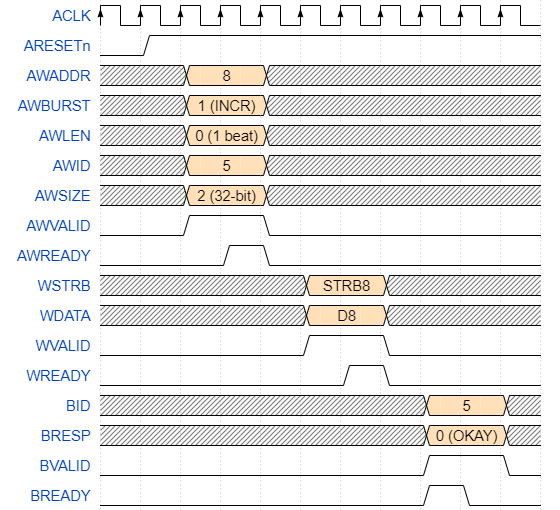 ACLK
ARESETn
AWADDR 8
AWBURST 1 (INCR)
AWLEN 0 (1 beat)
AWID 5
AWSIZE 2 (32-bit)
AWVALID
AWREADY
WSTRB STRB8
WDATA D8
WVALID
WREADY
BID 5
BRESP 0 (OKAY)
BVALID
BREADY